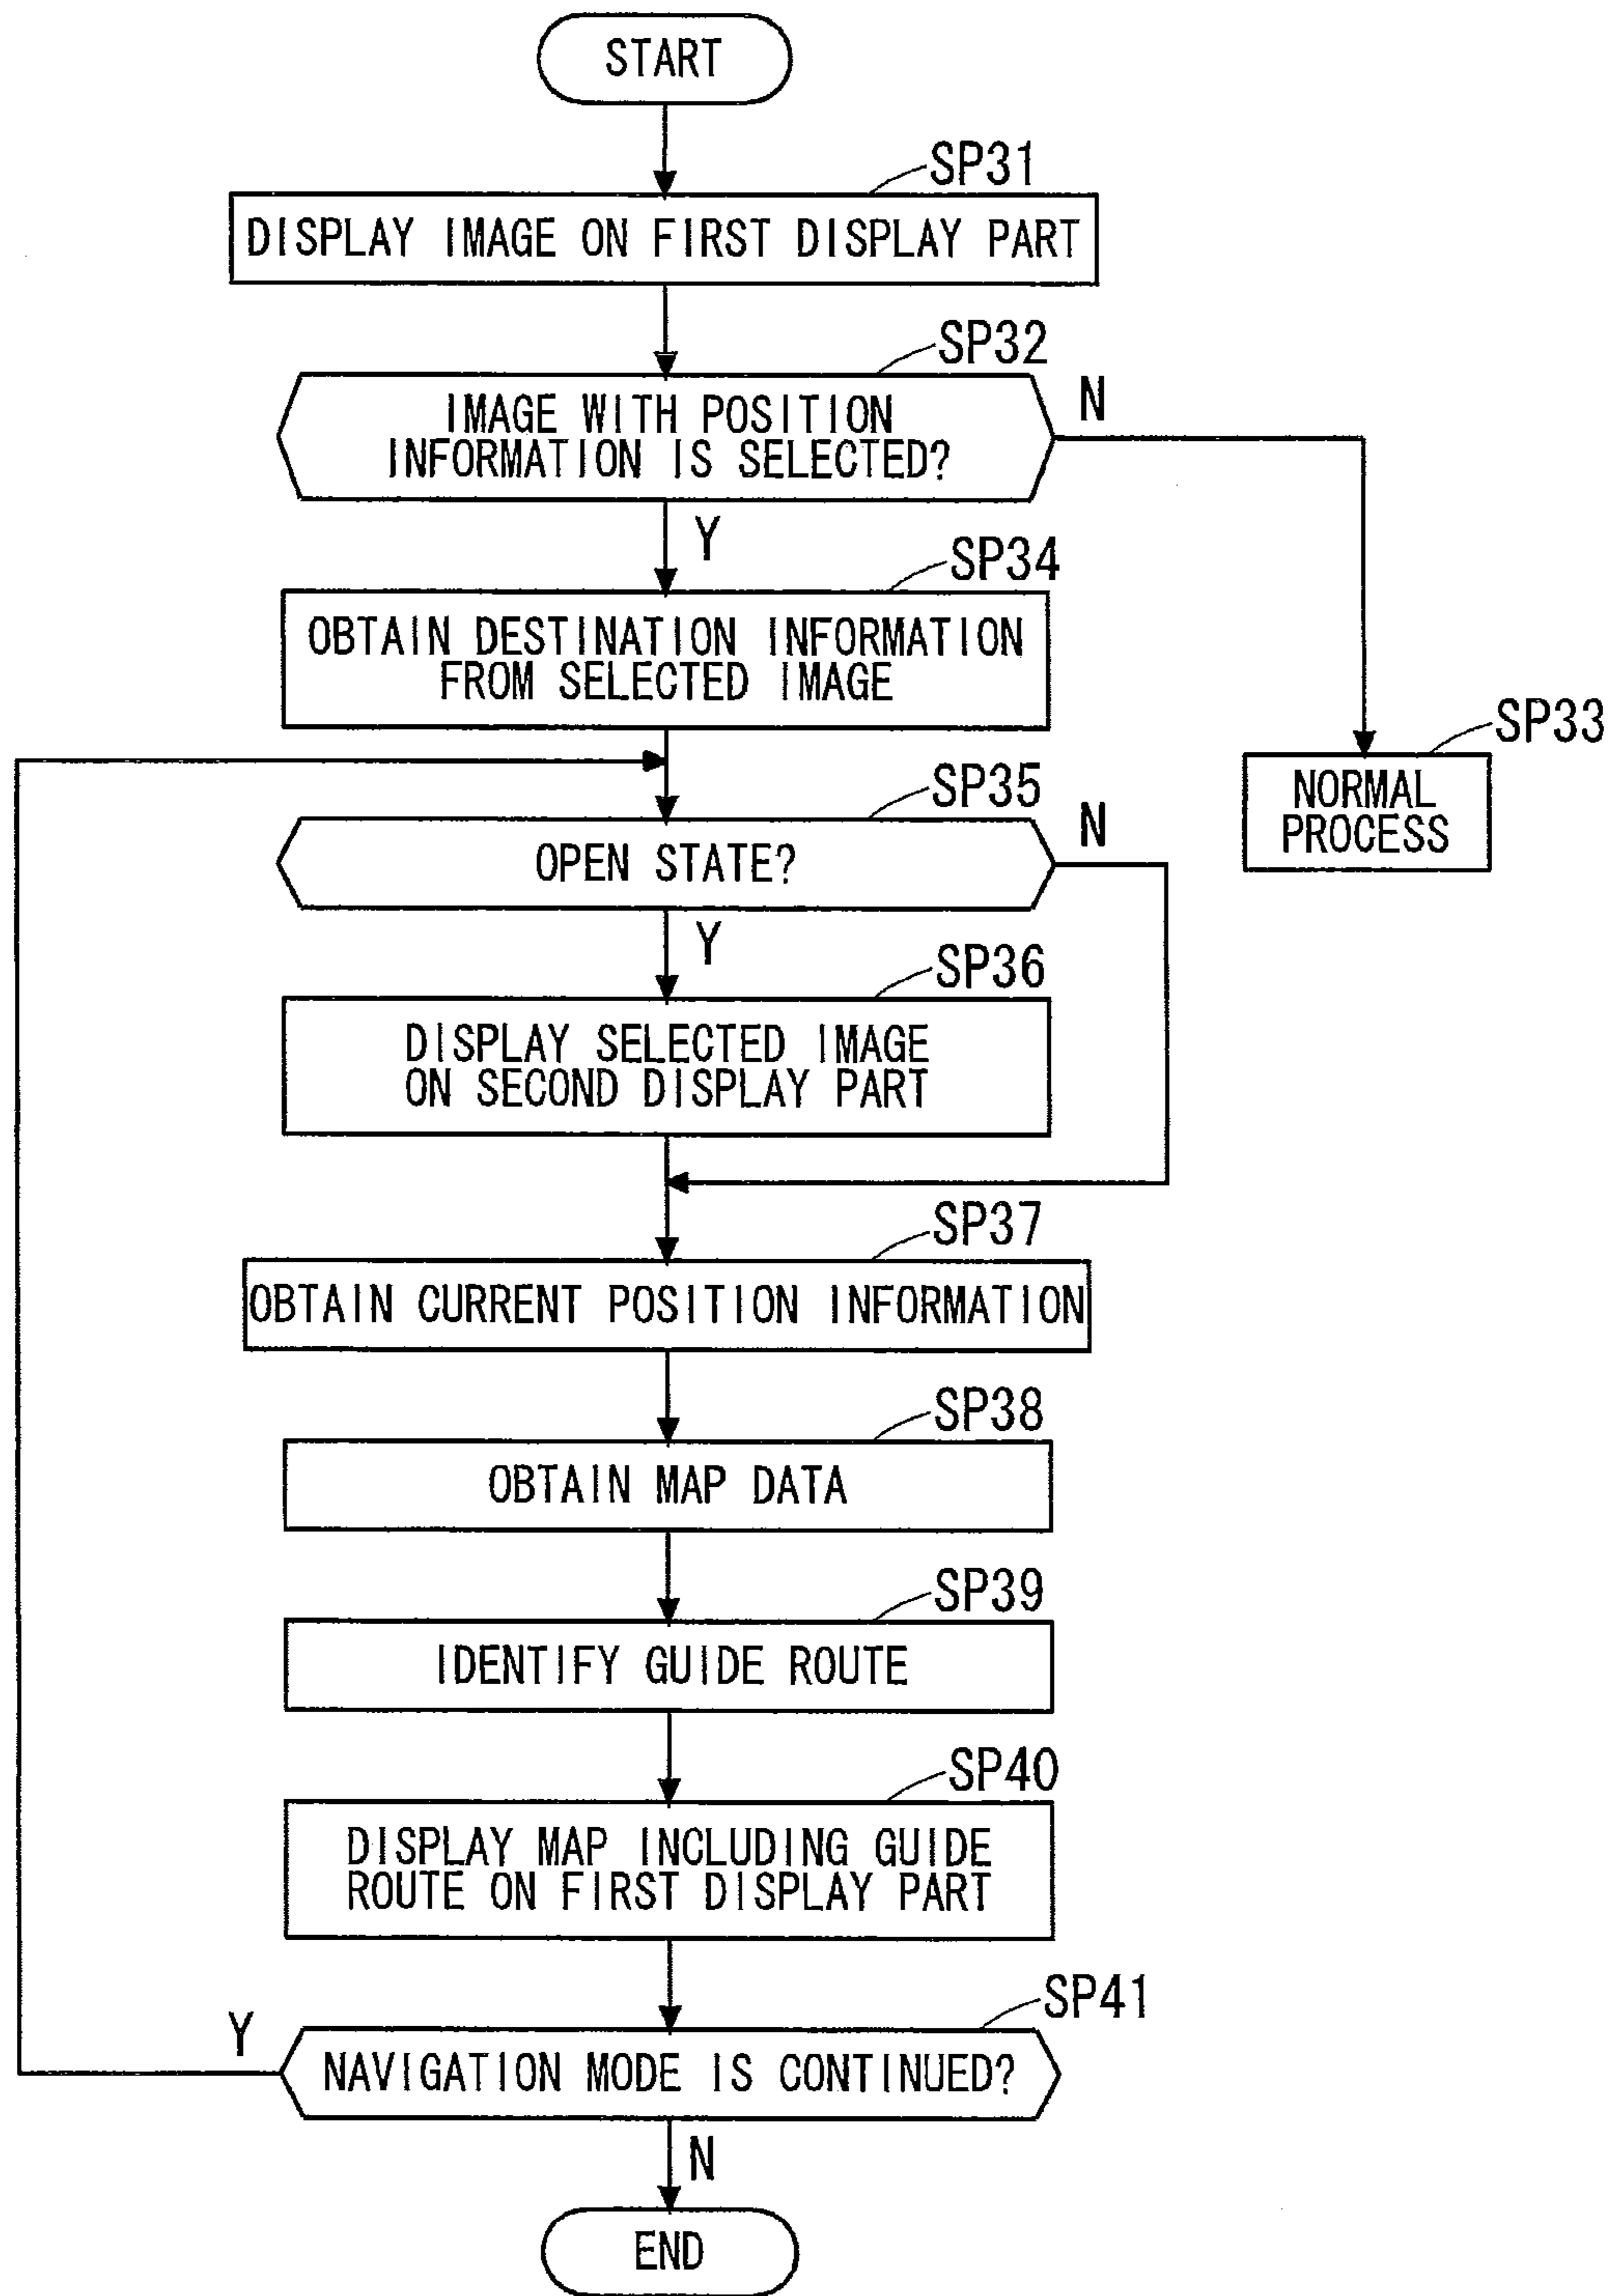 START
SP31
DISPLAY IMAGE ON FIRST DISPLAY PART
SP32
IMAGE WITH POSITION
INFORMATION IS SELECTED?
N
Y
SP34
OBTAIN DESTINATION INFORMATION
FROM SELECTED IMAGE
SP33
NORMAL
PROCESS
SP35
OPEN STATE?
N
Y
SP36
DISPLAY SELECTED IMAGE
ON SECOND DISPLAY PART
SP37
OBTAIN CURRENT POSITION INFORMATION
SP38
OBTAIN MAP DATA
SP39
IDENTIFY GUIDE ROUTE
SP40
DISPLAY MAP INCLUDING GUIDE
ROUTE ON FIRST DISPLAY PART
SP41
Y
NAVIGATION MODE IS CONTINUED?
N
END